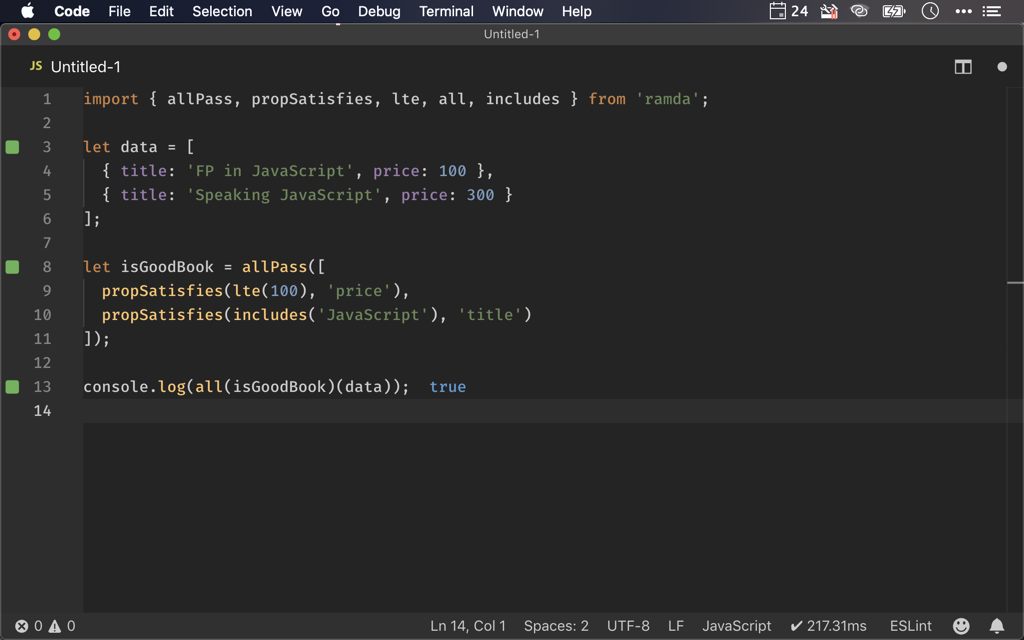 Code File Edit Selection View Go Debug Terminal Window Help 24
Untitled-1
JS Untitled-1
1 import { allPass, propSatisfies, lte, all, includes } from 'ramda';
2
3 let data = [
4 { title: 'FP in JavaScript', price: 100 },
5 { title: 'Speaking JavaScript', price: 300 }
6 ];
7
8 let isGoodBook = allPass([
9 propSatisfies(lte(100), 'price'),
10 propSatisfies(includes('JavaScript'), 'title')
11 ]);
12
13 console.log(all(isGoodBook)(data)); true
14
0 0 Ln 14, Col 1 Spaces: 2 UTF-8 LF JavaScript ✔ 217.31ms ESLint